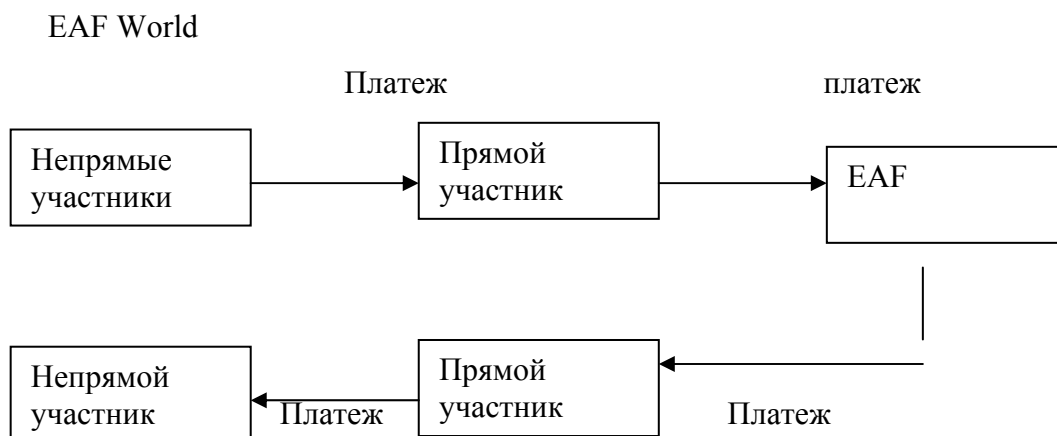 EAF World
Платеж
платеж
Непрямые
участники
Прямой
участник
EAF
Непрямой
участник
Платеж
Прямой
участник
Платеж